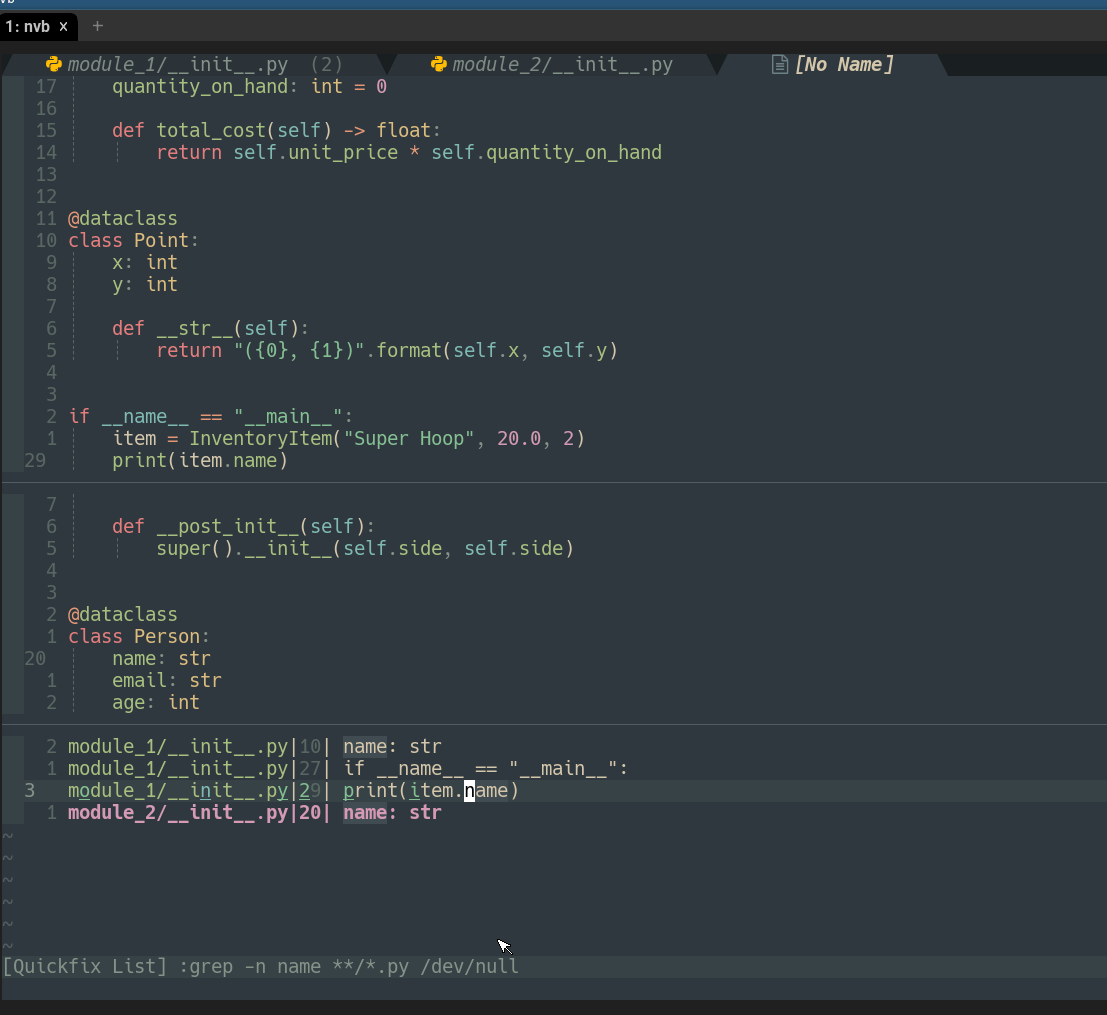 vb
1: nvb × +
module_1/__init__.py (2) module_2/__init__.py [No Name]
17 quantity_on_hand: int = 0
16
15 def total_cost(self) -> float:
14 return self.unit_price * self.quantity_on_hand
13
12
11 @dataclass
10 class Point:
9 x: int
8 y: int
7
6 def __str__(self):
5 return "({0}, {1})".format(self.x, self.y)
4
3
2 if __name__ == "__main__":
1 item = InventoryItem("Super Hoop", 20.0, 2)
29 print(item.name)
7
6 def __post_init__(self):
5 super().__init__(self.side, self.side)
4
3
2 @dataclass
1 class Person:
20 name: str
1 email: str
2 age: int
2 module_1/__init__.py|10| name: str
1 module_1/__init__.py|27| if __name__ == "__main__":
3 module_1/__init__.py|29| print(item.name)
1 module_2/__init__.py|20| name: str
~
~
~
~
~
~
[Quickfix List] :grep -n name **/*.py /dev/null